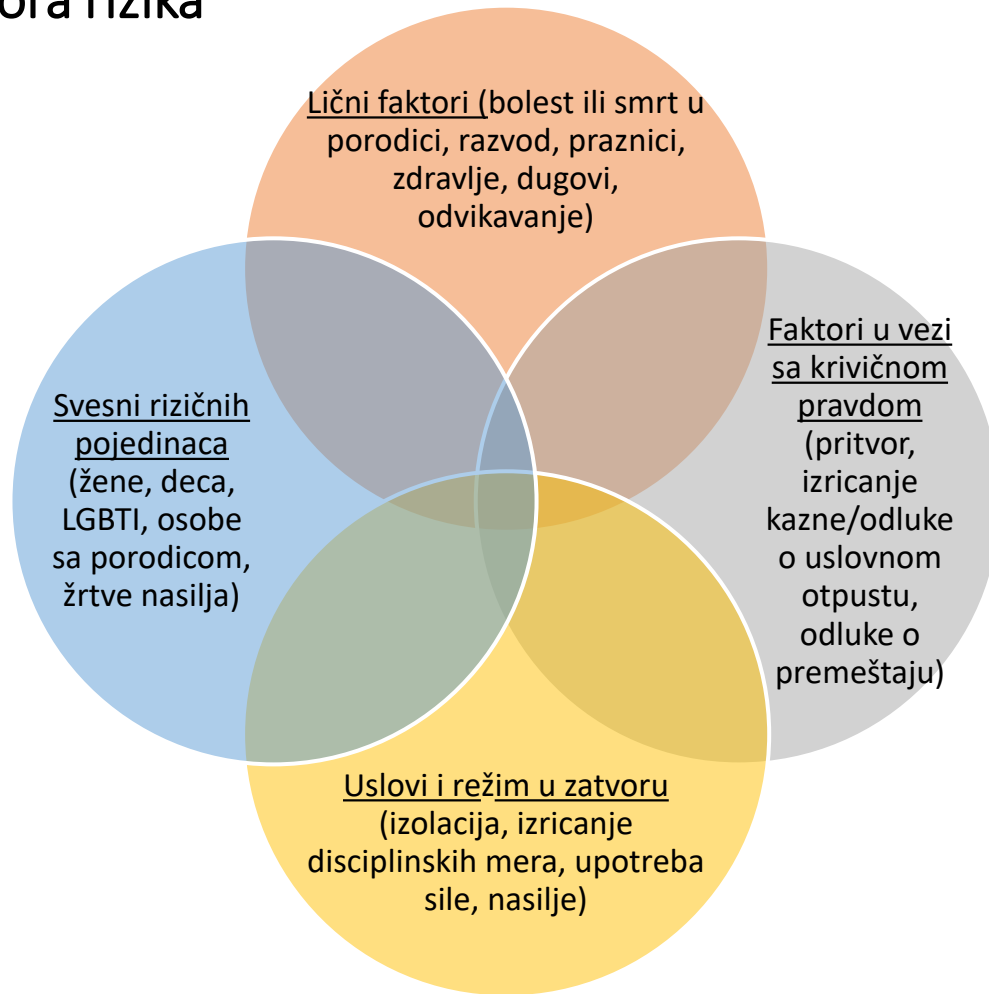 rizika
Lični faktori (bolest ili smrt u
porodici, razvod, praznici,
zdravlje, dugovi,
odvikavanje)
Faktori u vezi
sa krivičnom
pravdom
(pritvor,
izricanje
kazne/odluke
o uslovnom
otpustu,
odluke o
premeštaju)
Svesni rizičnih
pojedinaca
(žene, deca,
LGBTI, osobe
sa porodicom,
žrtve nasilja)
Uslovi i režim u zatvoru
(izolacija, izricanje
disciplinskih mera, upotreba
sile, nasilje)